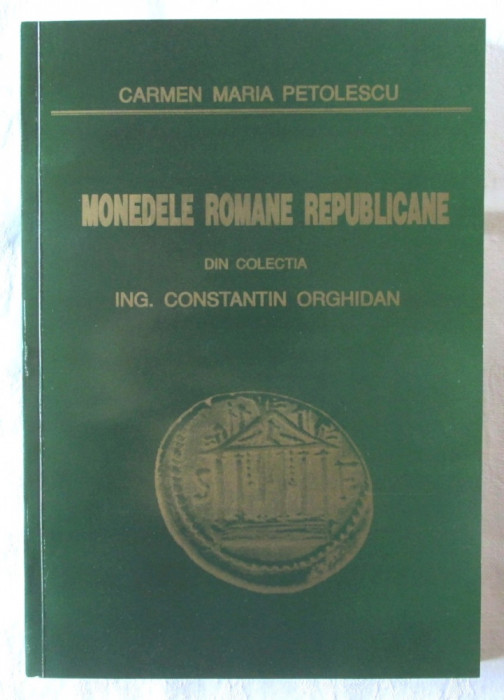 CARMEN MARIA PETOLESCU
MONEDELE ROMANE REPUBLICANE
DIN COLECTIA
ING. CONSTANTIN ORGHIDAN